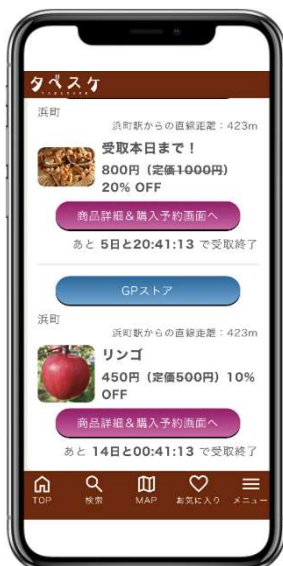 タベスケ
TABESUKE
浜町
浜町駅からの直線距離：423m
受取本日まで！
800円（定価1000円）
20% OFF
商品詳細＆購入予約画面へ
あと 5日と20:41:13 で受取終了
GPストア
浜町
浜町駅からの直線距離：423m
リンゴ
450円（定価500円）10%
OFF
商品詳細＆購入予約画面へ
あと 14日と00:41:13 で受取終了
TOP 検索 MAP お気に入り メニュー